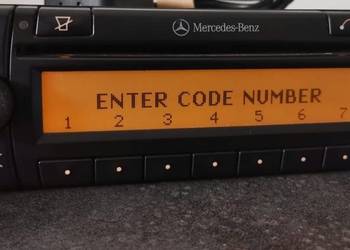 Mercedes-Benz
ENTER CODE NUMBER
1 2 3 4 5 6 7